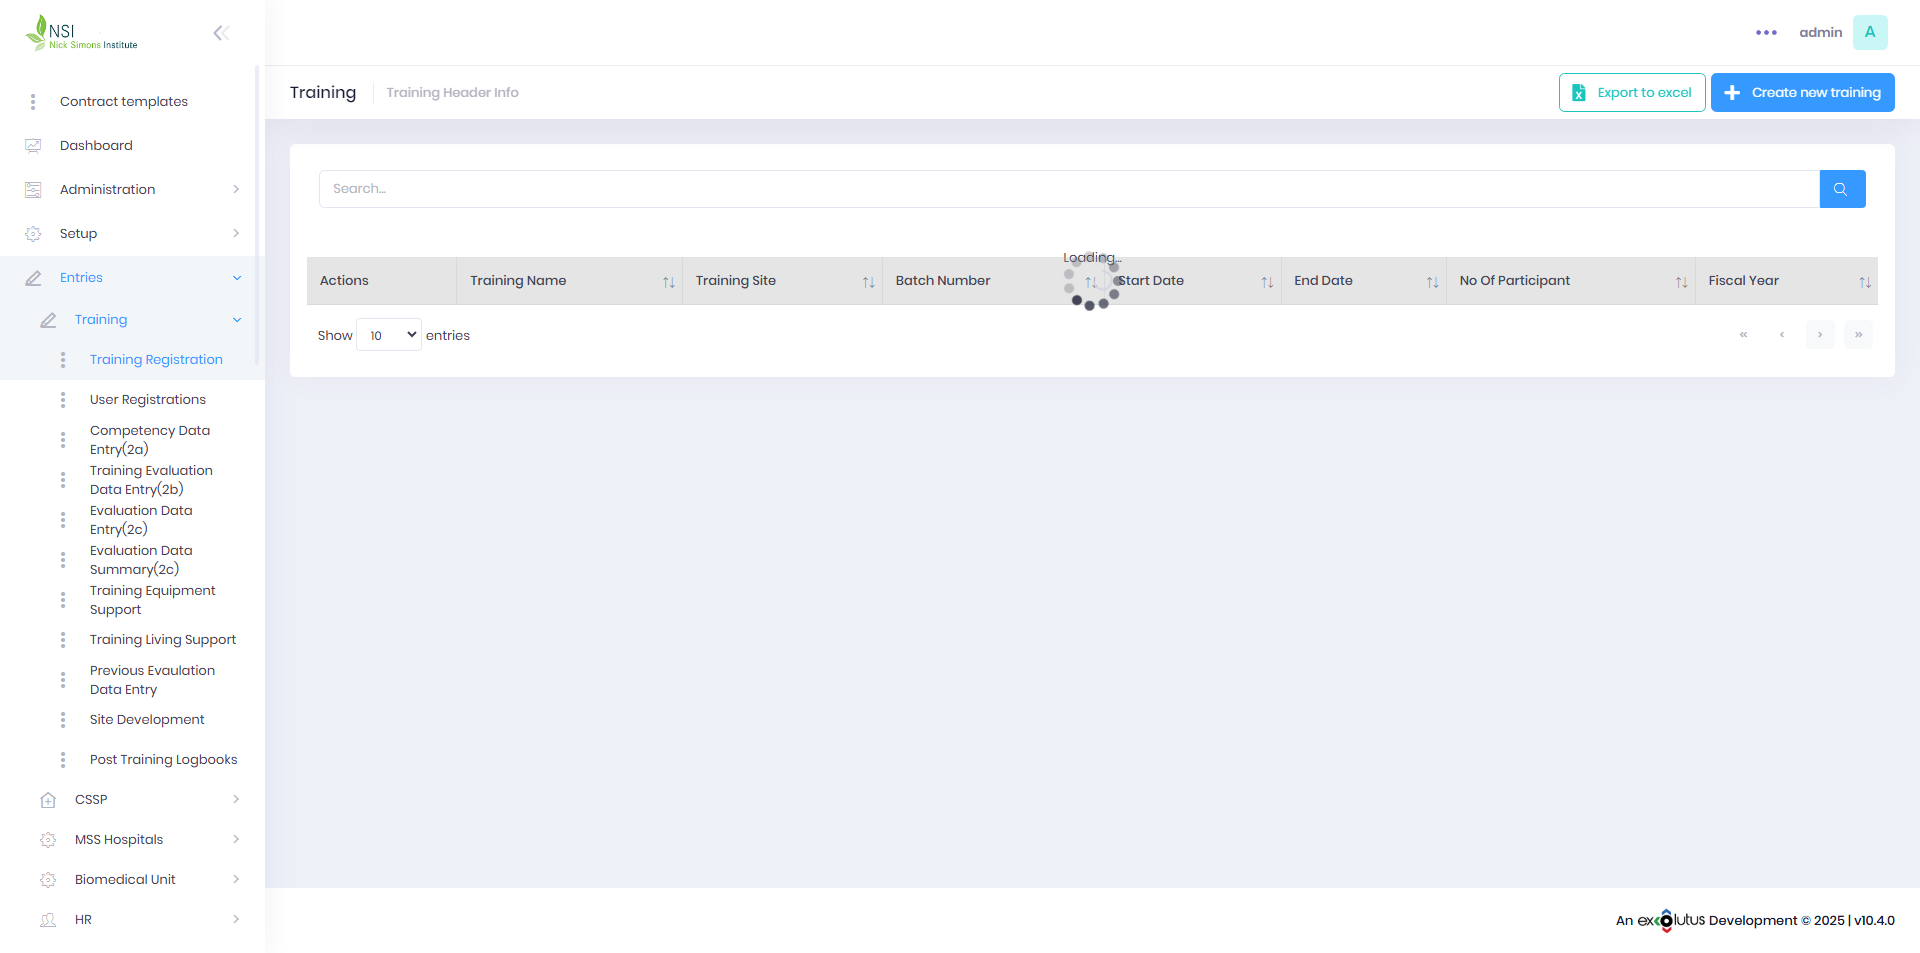 NSI
Nick Simons Institute
admin
A
Contract templates
Dashboard
Administration
Setup
Entries
Training
Training Registration
User Registrations
Competency Data
Entry(2a)
Training Evaluation
Data Entry(2b)
Evaluation Data
Entry(2c)
Evaluation Data
Summary(2c)
Training Equipment
Support
Training Living Support
Previous Evaulation
Data Entry
Site Development
Post Training Logbooks
CSSP
MSS Hospitals
Biomedical Unit
HR
Training
Training Header Info
Export to excel
Create new training
Search...
Loading...
Actions Training Name Training Site Batch Number Start Date End Date No Of Participant Fiscal Year
Show 10 entries
« ‹ › »
An exolutus Development © 2025 | v10.4.0